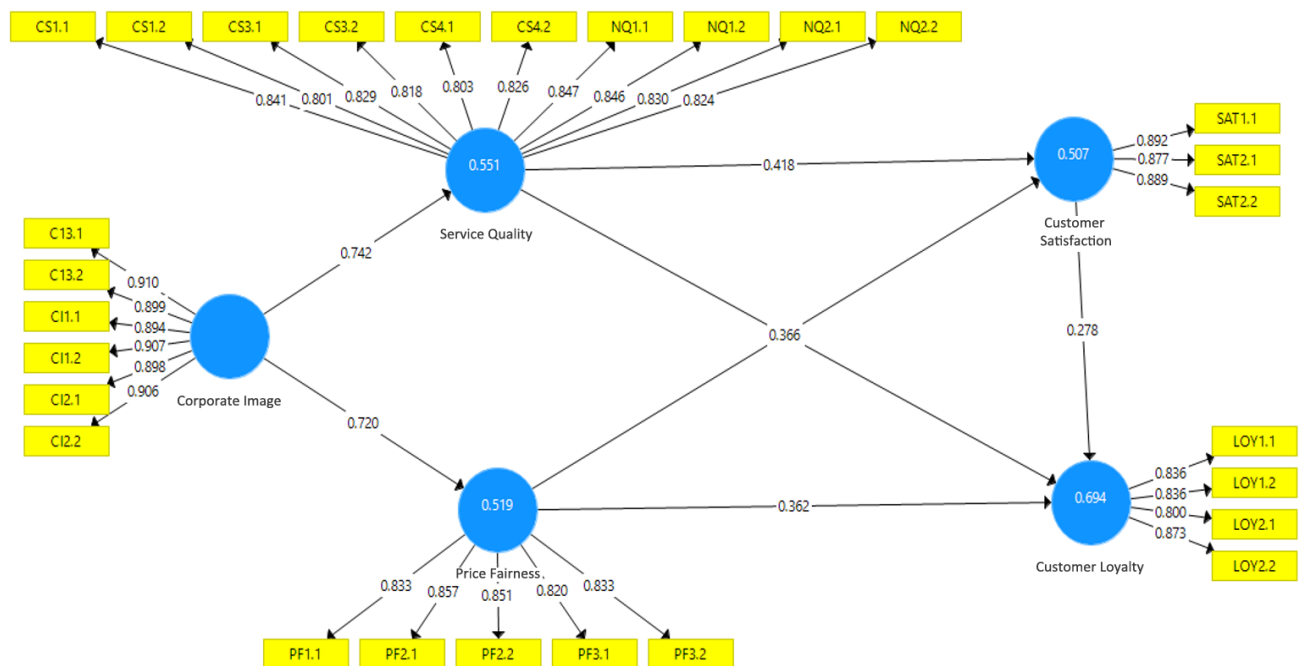 CS1.1 CS1.2 CS3.1 CS3.2 CS4.1 CS4.2 NQ1.1 NQ1.2 NQ2.1 NQ2.2
0.841 0.801 0.829 0.818 0.803 0.826 0.847 0.846 0.830 0.824
0.551
Service Quality
0.418
0.507
Customer
Satisfaction
0.892
0.877
0.889
SAT1.1
SAT2.1
SAT2.2
C13.1
C13.2
CI1.1
CI1.2
CI2.1
CI2.2
0.910
0.899
0.894
0.907
0.898
0.906
Corporate Image
0.742
0.720
0.366
0.278
0.519
Price Fairness
0.362
0.694
Customer Loyalty
0.836
0.836
0.800
0.873
LOY1.1
LOY1.2
LOY2.1
LOY2.2
0.833 0.857 0.851 0.820 0.833
PF1.1 PF2.1 PF2.2 PF3.1 PF3.2